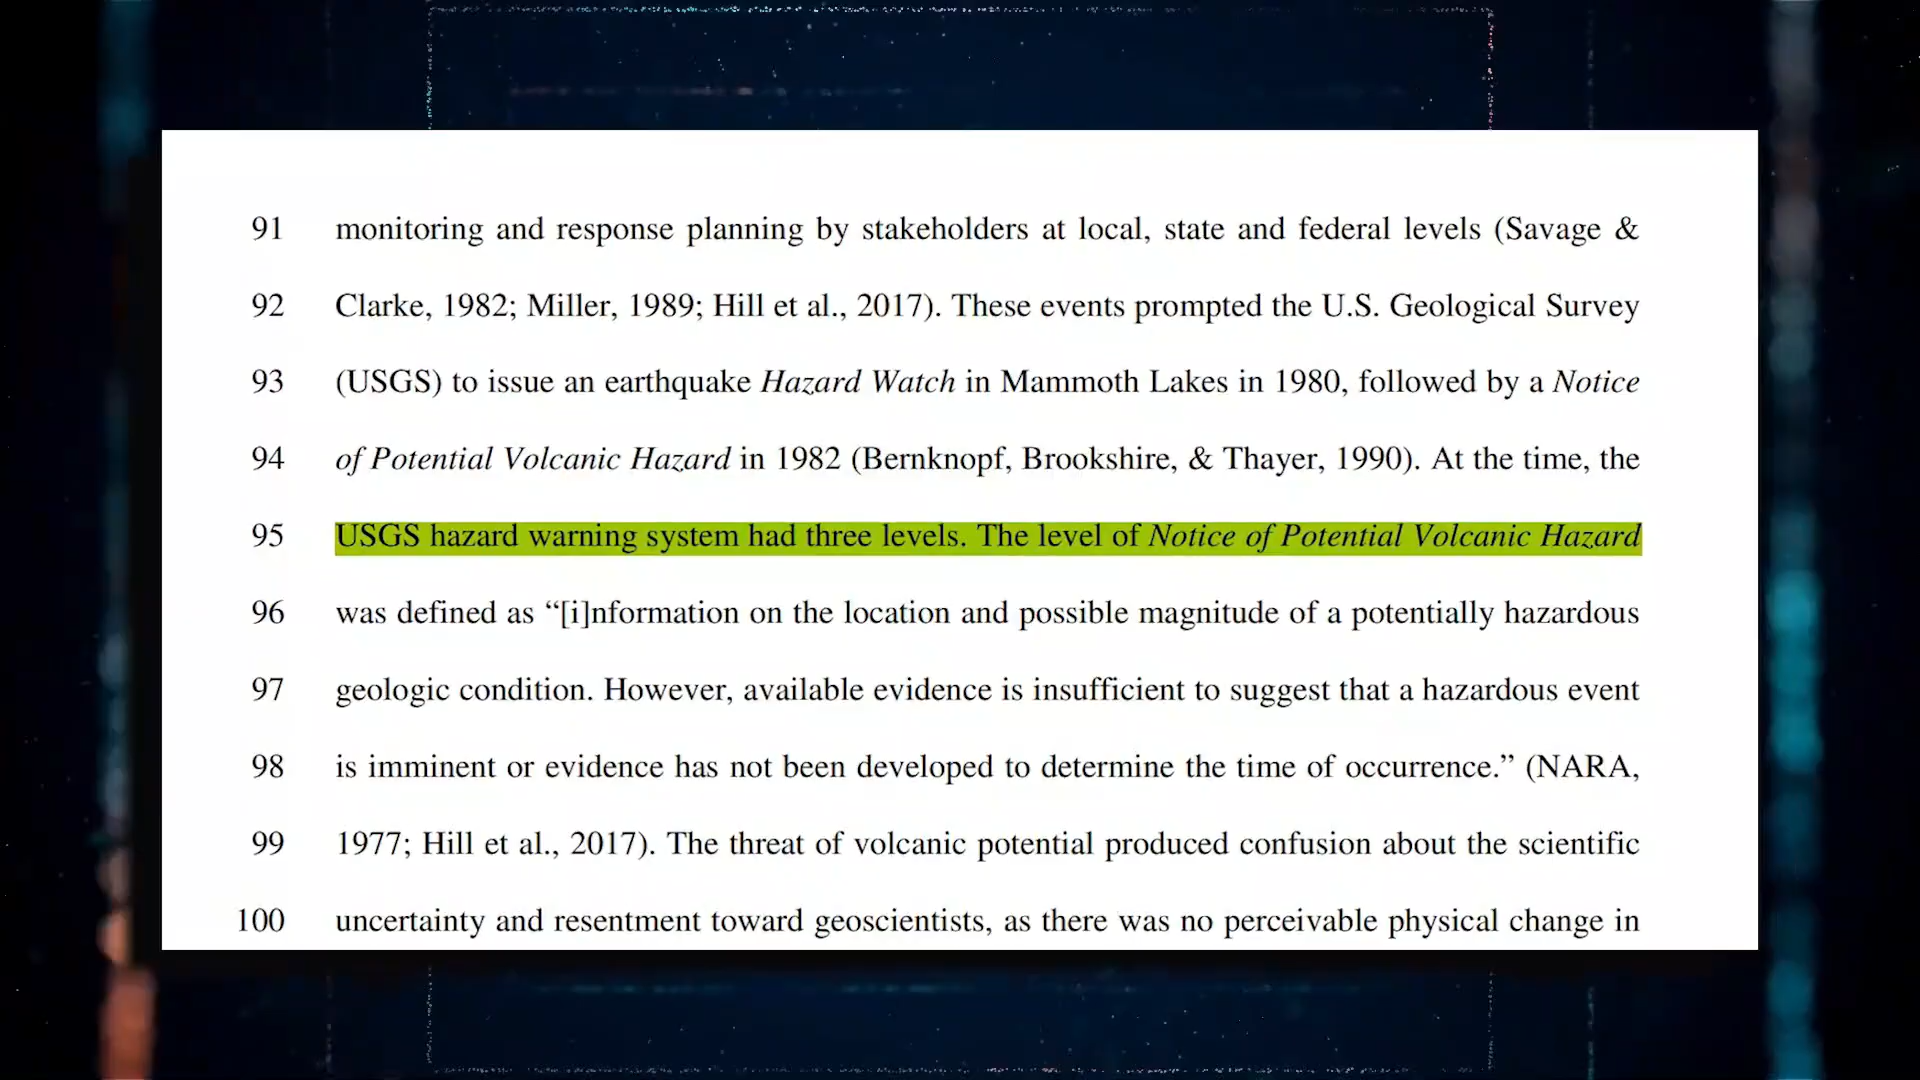 91 monitoring and response planning by stakeholders at local, state and federal levels (Savage &
92 Clarke, 1982; Miller, 1989; Hill et al., 2017). These events prompted the U.S. Geological Survey
93 (USGS) to issue an earthquake Hazard Watch in Mammoth Lakes in 1980, followed by a Notice
94 of Potential Volcanic Hazard in 1982 (Bernknopf, Brookshire, & Thayer, 1990). At the time, the
95 USGS hazard warning system had three levels. The level of Notice of Potential Volcanic Hazard
96 was defined as “[i]nformation on the location and possible magnitude of a potentially hazardous
97 geologic condition. However, available evidence is insufficient to suggest that a hazardous event
98 is imminent or evidence has not been developed to determine the time of occurrence.” (NARA,
99 1977; Hill et al., 2017). The threat of volcanic potential produced confusion about the scientific
100 uncertainty and resentment toward geoscientists, as there was no perceivable physical change in